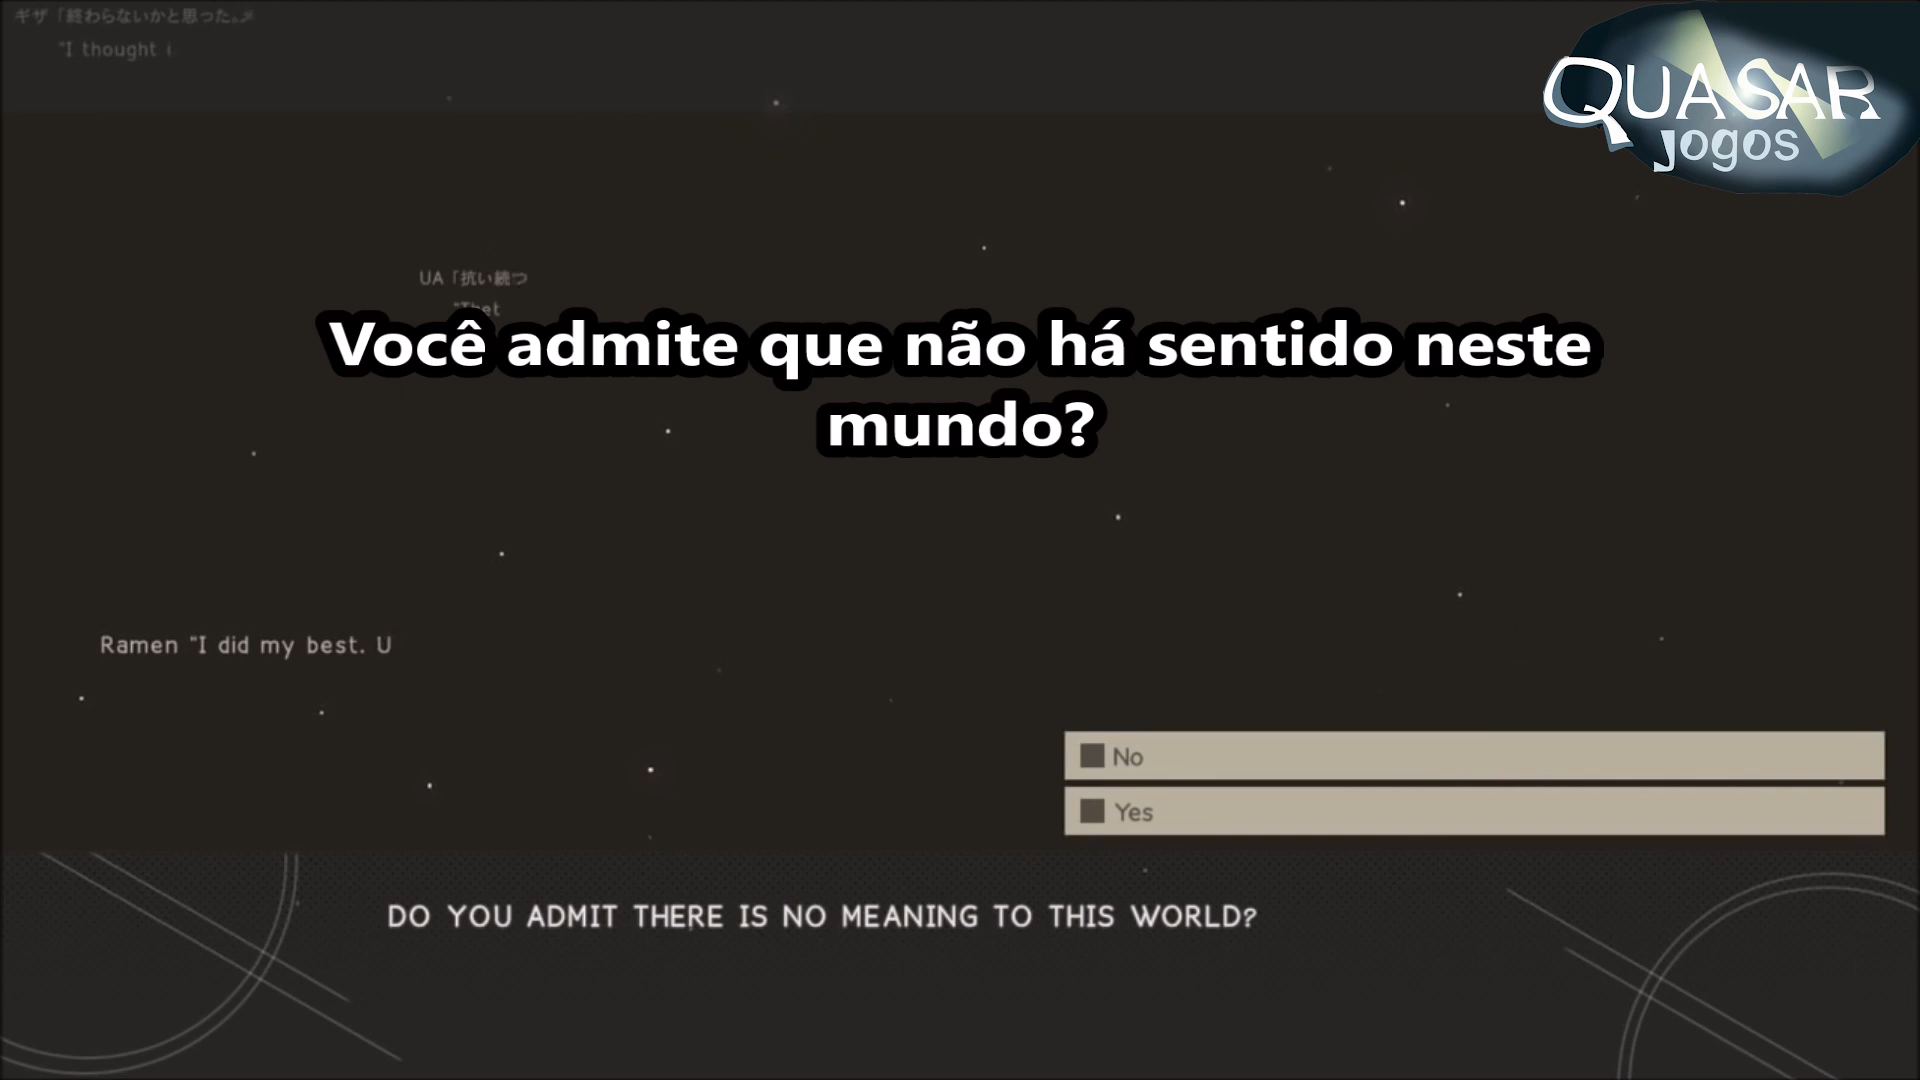 ギザ「終わらないかと思った。
"I thought i
QUASAR
jogos
UA「抗い続つ
"Thet
Você admite que não há sentido neste
mundo?
Ramen "I did my best. U
No
Yes
DO YOU ADMIT THERE IS NO MEANING TO THIS WORLD?